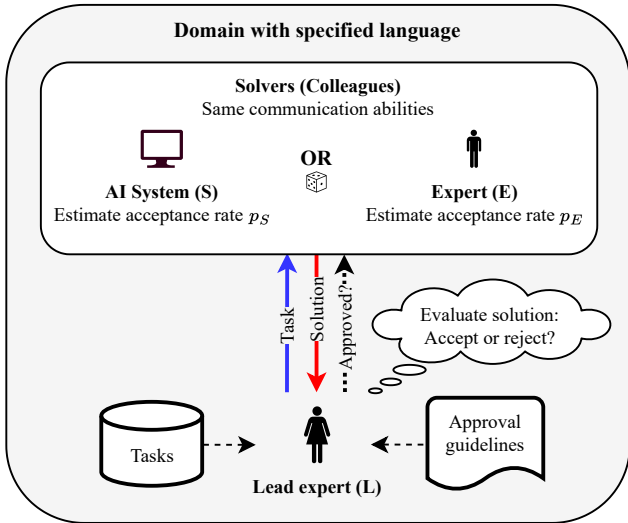 Domain with specified language
Solvers (Colleagues)
Same communication abilities
OR
AI System (S)
Estimate acceptance rate p_S
Expert (E)
Estimate acceptance rate p_E
Task
Solution
Approved?
Evaluate solution:
Accept or reject?
Tasks
Lead expert (L)
Approval
guidelines